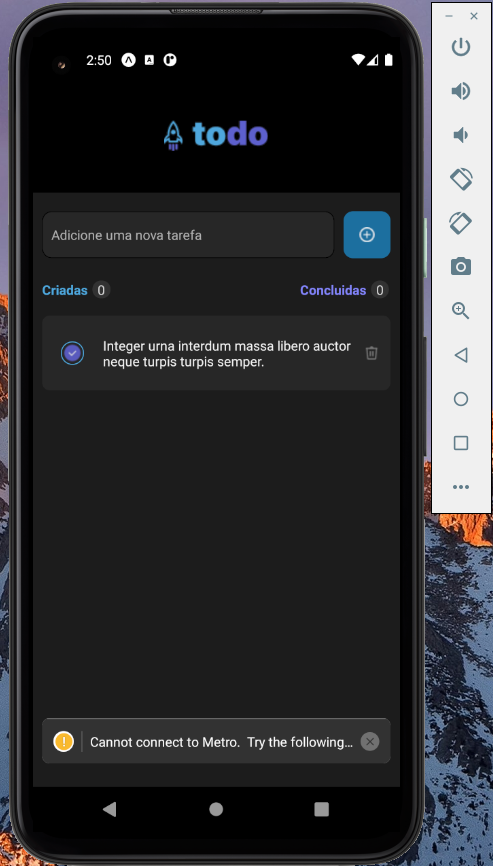 2:50
todo
Adicione uma nova tarefa
Criadas 0
Concluidas 0
Integer urna interdum massa libero auctor
neque turpis turpis semper.
Cannot connect to Metro. Try the following...